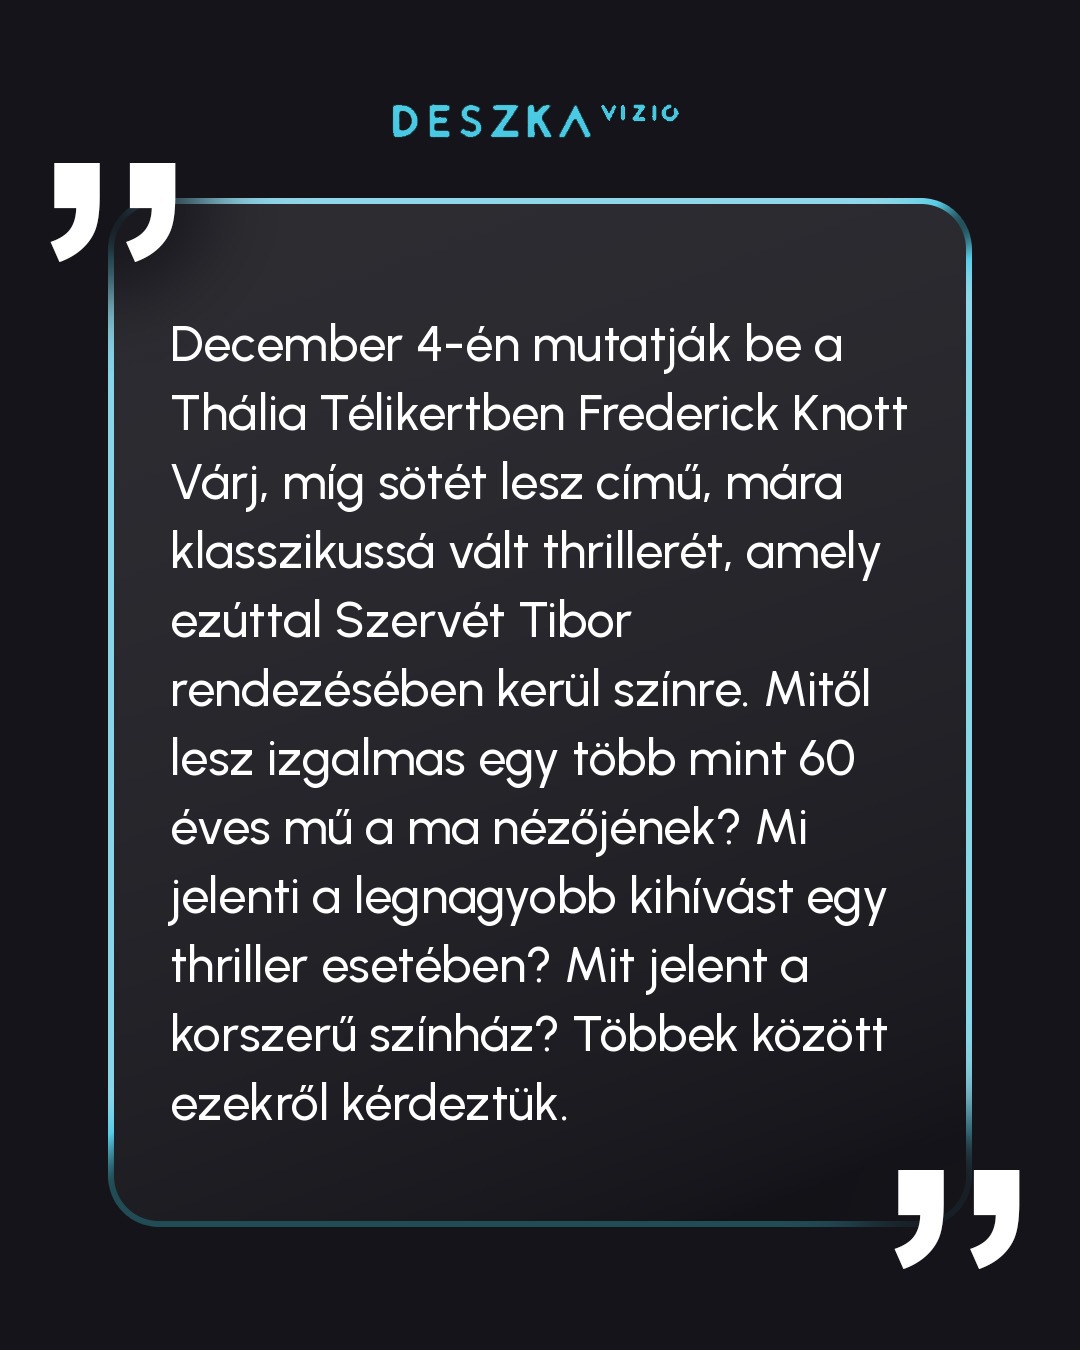 DESZKA VIZIO
”
December 4-én mutatják be a
Thália Télikertben Frederick Knott
Várj, míg sötét lesz című, mára
klasszikussá vált thrillerét, amely
ezúttal Szervét Tibor
rendezésében kerül színre. Mitől
lesz izgalmas egy több mint 60
éves mű a ma nézőjének? Mi
jelenti a legnagyobb kihívást egy
thriller esetében? Mit jelent a
korszerű színház? Többek között
ezekről kérdeztük.
”